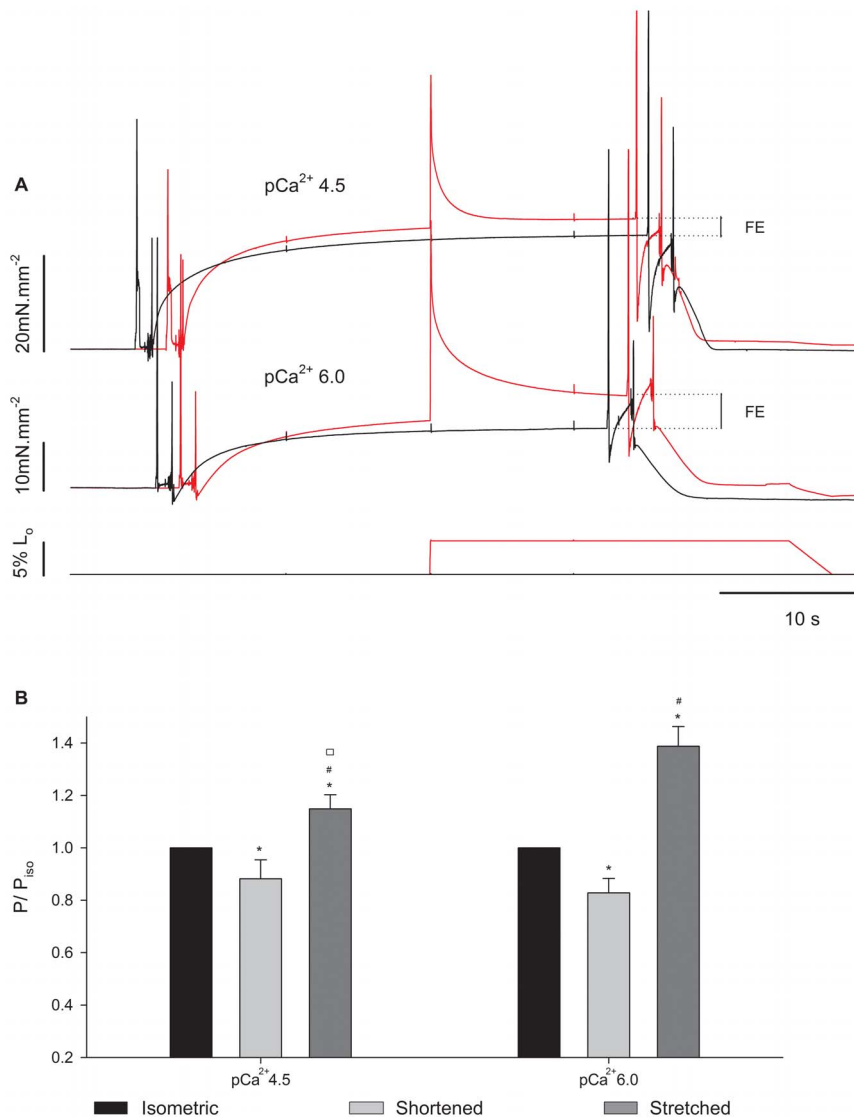 A
pCa²⁺ 4.5
FE
20mN.mm⁻²
pCa²⁺ 6.0
FE
10mN.mm⁻²
5% Lₒ
10 s
B
□
#
*
#
*
*
*
1.4
1.2
1.0
0.8
0.6
0.4
0.2
P/ Pᵢₛₒ
pCa²⁺4.5
pCa²⁺6.0
Isometric
Shortened
Stretched